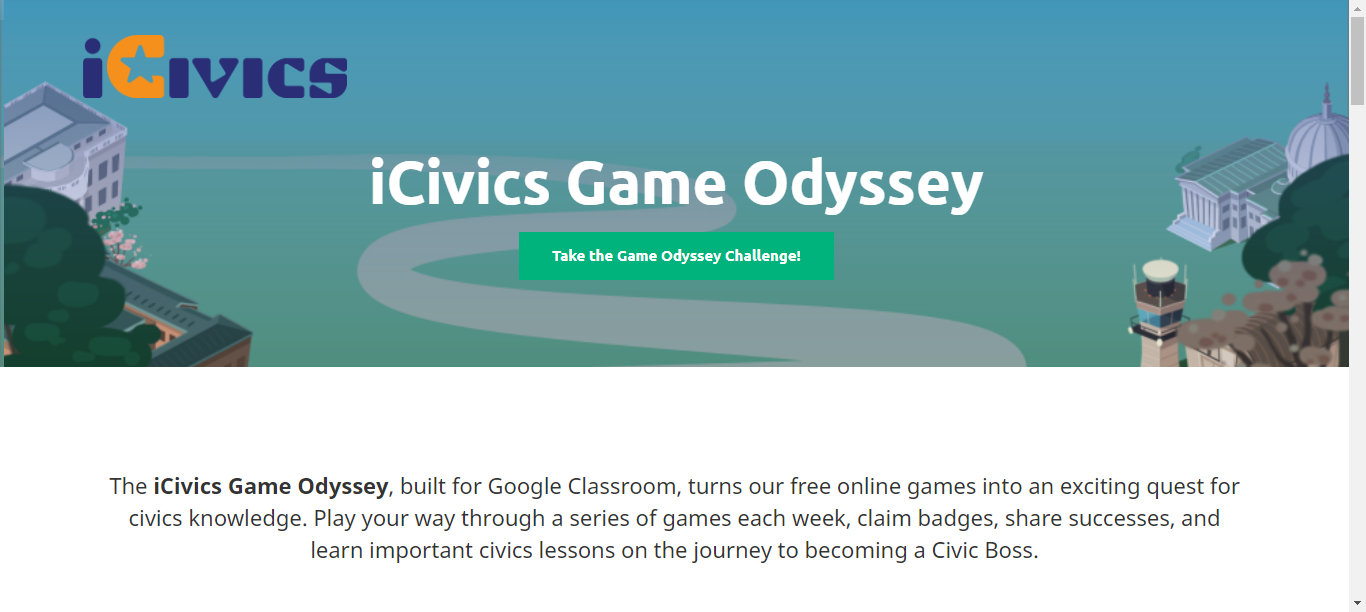 iCivics
iCivics Game Odyssey
Take the Game Odyssey Challenge!
The iCivics Game Odyssey, built for Google Classroom, turns our free online games into an exciting quest for
civics knowledge. Play your way through a series of games each week, claim badges, share successes, and
learn important civics lessons on the journey to becoming a Civic Boss.